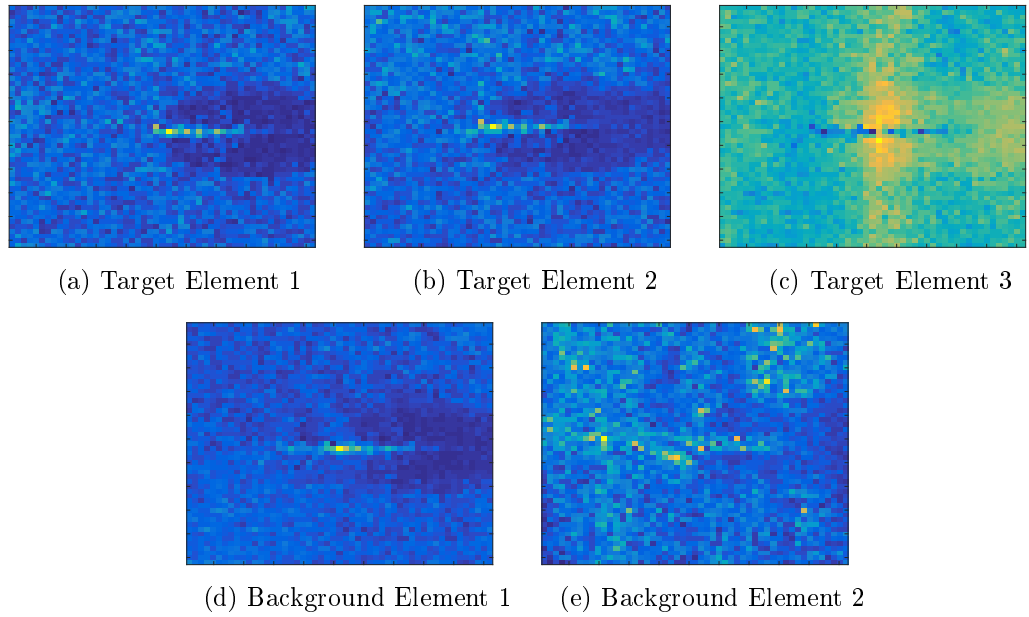 (a) Target Element 1
(b) Target Element 2
(c) Target Element 3
(d) Background Element 1
(e) Background Element 2